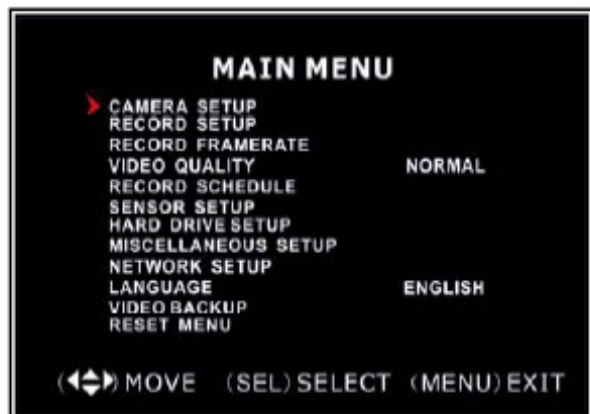 MAIN MENU
CAMERA SETUP
RECORD SETUP
RECORD FRAMERATE
VIDEO QUALITY NORMAL
RECORD SCHEDULE
SENSOR SETUP
HARD DRIVE SETUP
MISCELLANEOUS SETUP
NETWORK SETUP
LANGUAGE ENGLISH
VIDEO BACKUP
RESET MENU
() MOVE (SEL) SELECT (MENU) EXIT